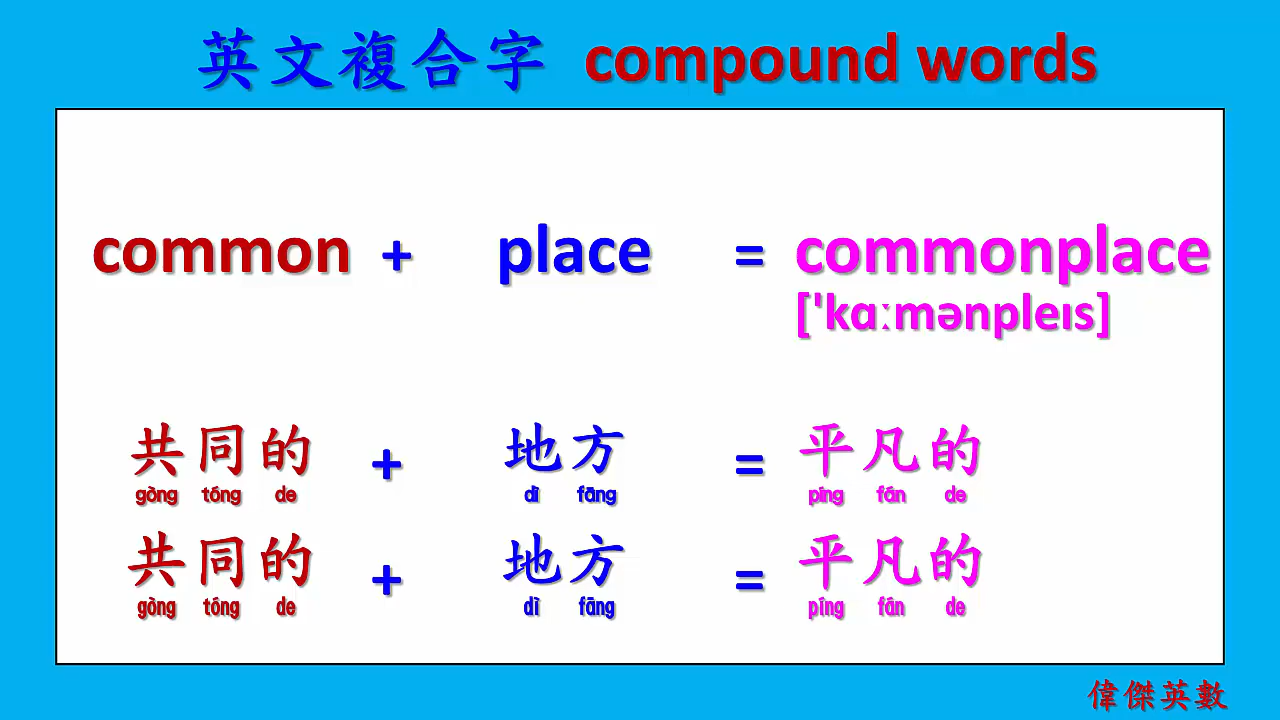 英文複合字 compound words
common + place = commonplace
['kɑːmənpleɪs]
共同的 + 地方 = 平凡的
gòng tóng de dì fāng píng fán de
共同的 + 地方 = 平凡的
gòng tóng de dì fāng píng fán de
偉傑英數